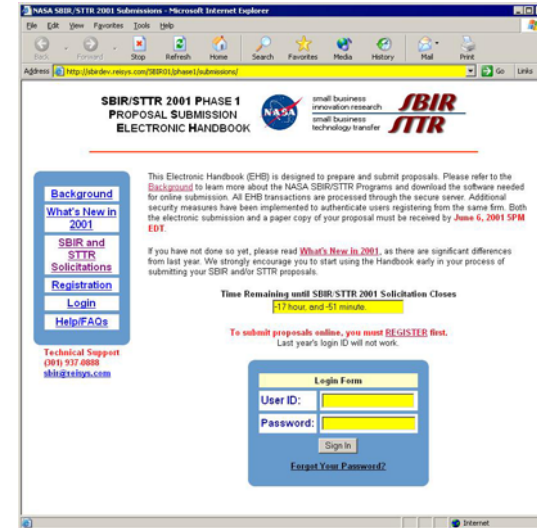 NASA SBIR/STTR 2001 Submissions - Microsoft Internet Explorer
File Edit View Favorites Tools Help
Back Forward Stop Refresh Home Search Favorites Media History Mail Print
Address http://sbirdev.reisys.com/SBIR01/phase1/submissions/ Go Links
SBIR/STTR 2001 PHASE 1
PROPOSAL SUBMISSION
ELECTRONIC HANDBOOK
NASA
small business
innovation research SBIR
small business
technology transfer STTR
Background
What's New in
2001
SBIR and
STTR
Solicitations
Registration
Login
Help/FAQs
Technical Support
(301) 937-0888
sbir@reisys.com
This Electronic Handbook (EHB) is designed to prepare and submit proposals. Please refer to the
Background to learn more about the NASA SBIR/STTR Programs and download the software needed
for online submission. All EHB transactions are processed through the secure server. Additional
security measures have been implemented to authenticate users registering from the same firm. Both
the electronic submission and a paper copy of your proposal must be received by June 6, 2001 5PM
EDT.
If you have not done so yet, please read What's New in 2001, as there are significant differences
from last year. We strongly encourage you to start using the Handbook early in your process of
submitting your SBIR and/or STTR proposals.
Time Remaining until SBIR/STTR 2001 Solicitation Closes
-17 hour, and -51 minute.
To submit proposals online, you must REGISTER first.
Last year's login ID will not work.
Login Form
User ID:
Password:
Sign In
Forgot Your Password?
Internet